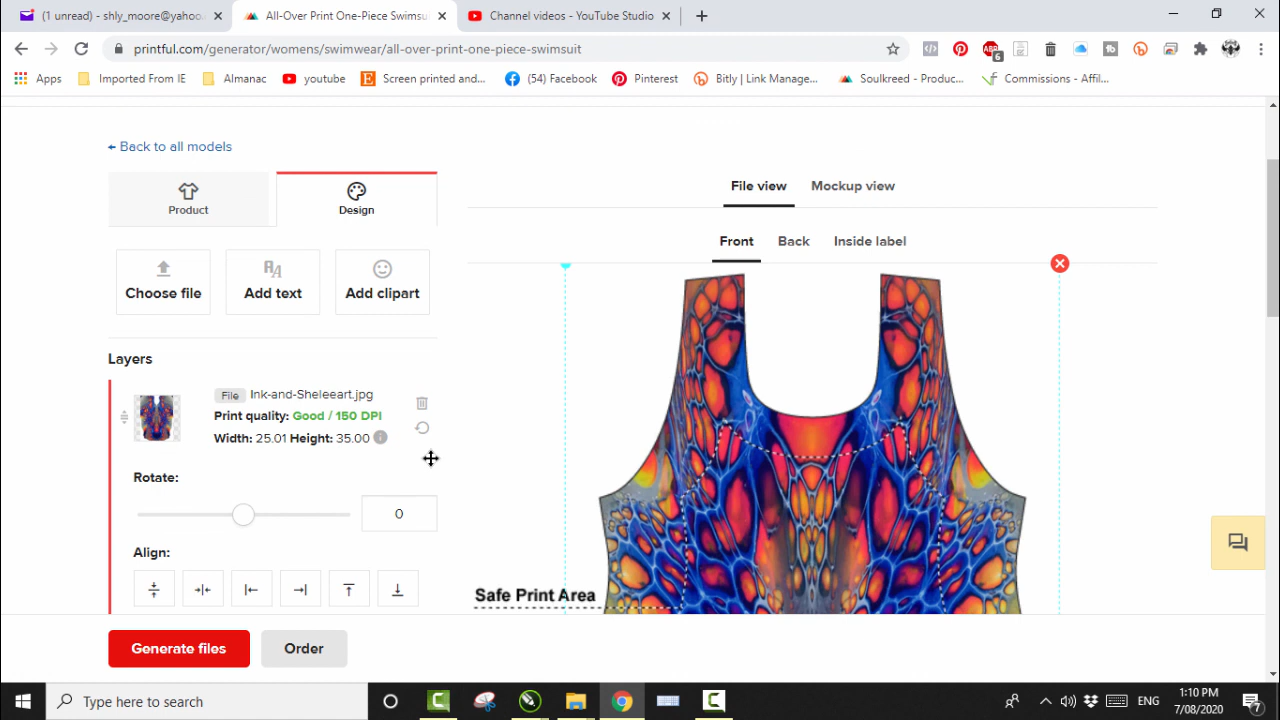 (1 unread) - shly_moore@yahoo.
All-Over Print One-Piece Swimsu
Channel videos - YouTube Studio
printful.com/generator/womens/swimwear/all-over-print-one-piece-swimsuit
ABP
6
Apps
Imported From IE
Almanac
youtube
Screen printed and...
(54) Facebook
Pinterest
Bitly | Link Manage...
Soulkreed - Produc...
Commissions - Affil...
← Back to all models
Product
Design
File view
Mockup view
Front
Back
Inside label
Choose file
Add text
Add clipart
Layers
File Ink-and-Sheleeart.jpg
Print quality: Good / 150 DPI
Width: 25.01 Height: 35.00
Rotate:
0
Align:
Safe Print Area
Generate files
Order
Type here to search
ENG
1:10 PM
7/08/2020
7